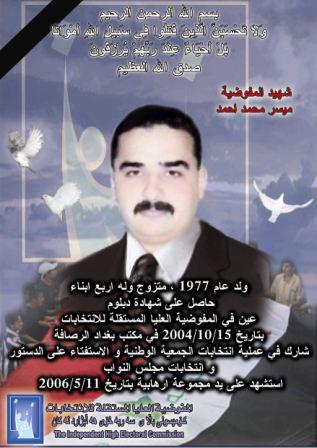 بسم الله الرحمن الرحيم
ولا تحسبن الذين قتلوا في سبيل الله أمواتا
بل أحياء عند ربهم يرزقون
صدق الله العظيم
شهيد المفوضية
ميسر محمد احمد
ولد عام 1977 ، متزوج وله اربع ابناء
حاصل على شهادة دبلوم
عين في المفوضية العليا المستقلة للانتخابات
بتاريخ 2004/10/15 في مكتب بغداد الرصافة
شارك في عملية انتخابات الجمعية الوطنية و الاستفتاء على الدستور
و انتخابات مجلس النواب
استشهد على يد مجموعة ارهابية بتاريخ 2006/5/11
المفوضية العليا المستقلة للانتخابات
The Independent High Electoral Commission